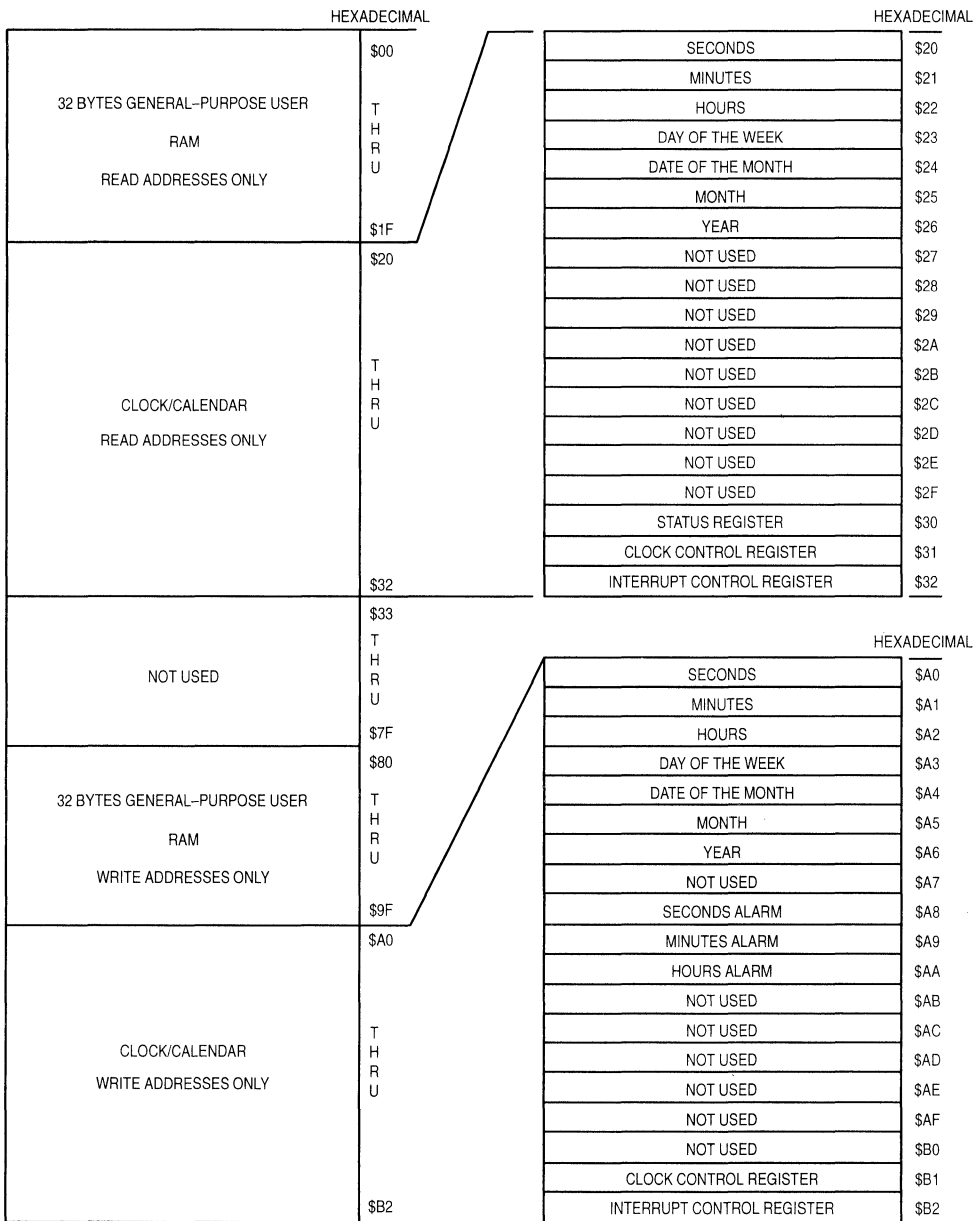 HEXADECIMAL
$00
32 BYTES GENERAL–PURPOSE USER
RAM
READ ADDRESSES ONLY
T
H
R
U
$1F
$20
CLOCK/CALENDAR
READ ADDRESSES ONLY
T
H
R
U
$32
$33
NOT USED
T
H
R
U
$7F
$80
32 BYTES GENERAL–PURPOSE USER
RAM
WRITE ADDRESSES ONLY
T
H
R
U
$9F
$A0
CLOCK/CALENDAR
WRITE ADDRESSES ONLY
T
H
R
U
$B2
HEXADECIMAL
SECONDS $20
MINUTES $21
HOURS $22
DAY OF THE WEEK $23
DATE OF THE MONTH $24
MONTH $25
YEAR $26
NOT USED $27
NOT USED $28
NOT USED $29
NOT USED $2A
NOT USED $2B
NOT USED $2C
NOT USED $2D
NOT USED $2E
NOT USED $2F
STATUS REGISTER $30
CLOCK CONTROL REGISTER $31
INTERRUPT CONTROL REGISTER $32
HEXADECIMAL
SECONDS $A0
MINUTES $A1
HOURS $A2
DAY OF THE WEEK $A3
DATE OF THE MONTH $A4
MONTH $A5
YEAR $A6
NOT USED $A7
SECONDS ALARM $A8
MINUTES ALARM $A9
HOURS ALARM $AA
NOT USED $AB
NOT USED $AC
NOT USED $AD
NOT USED $AE
NOT USED $AF
NOT USED $B0
CLOCK CONTROL REGISTER $B1
INTERRUPT CONTROL REGISTER $B2